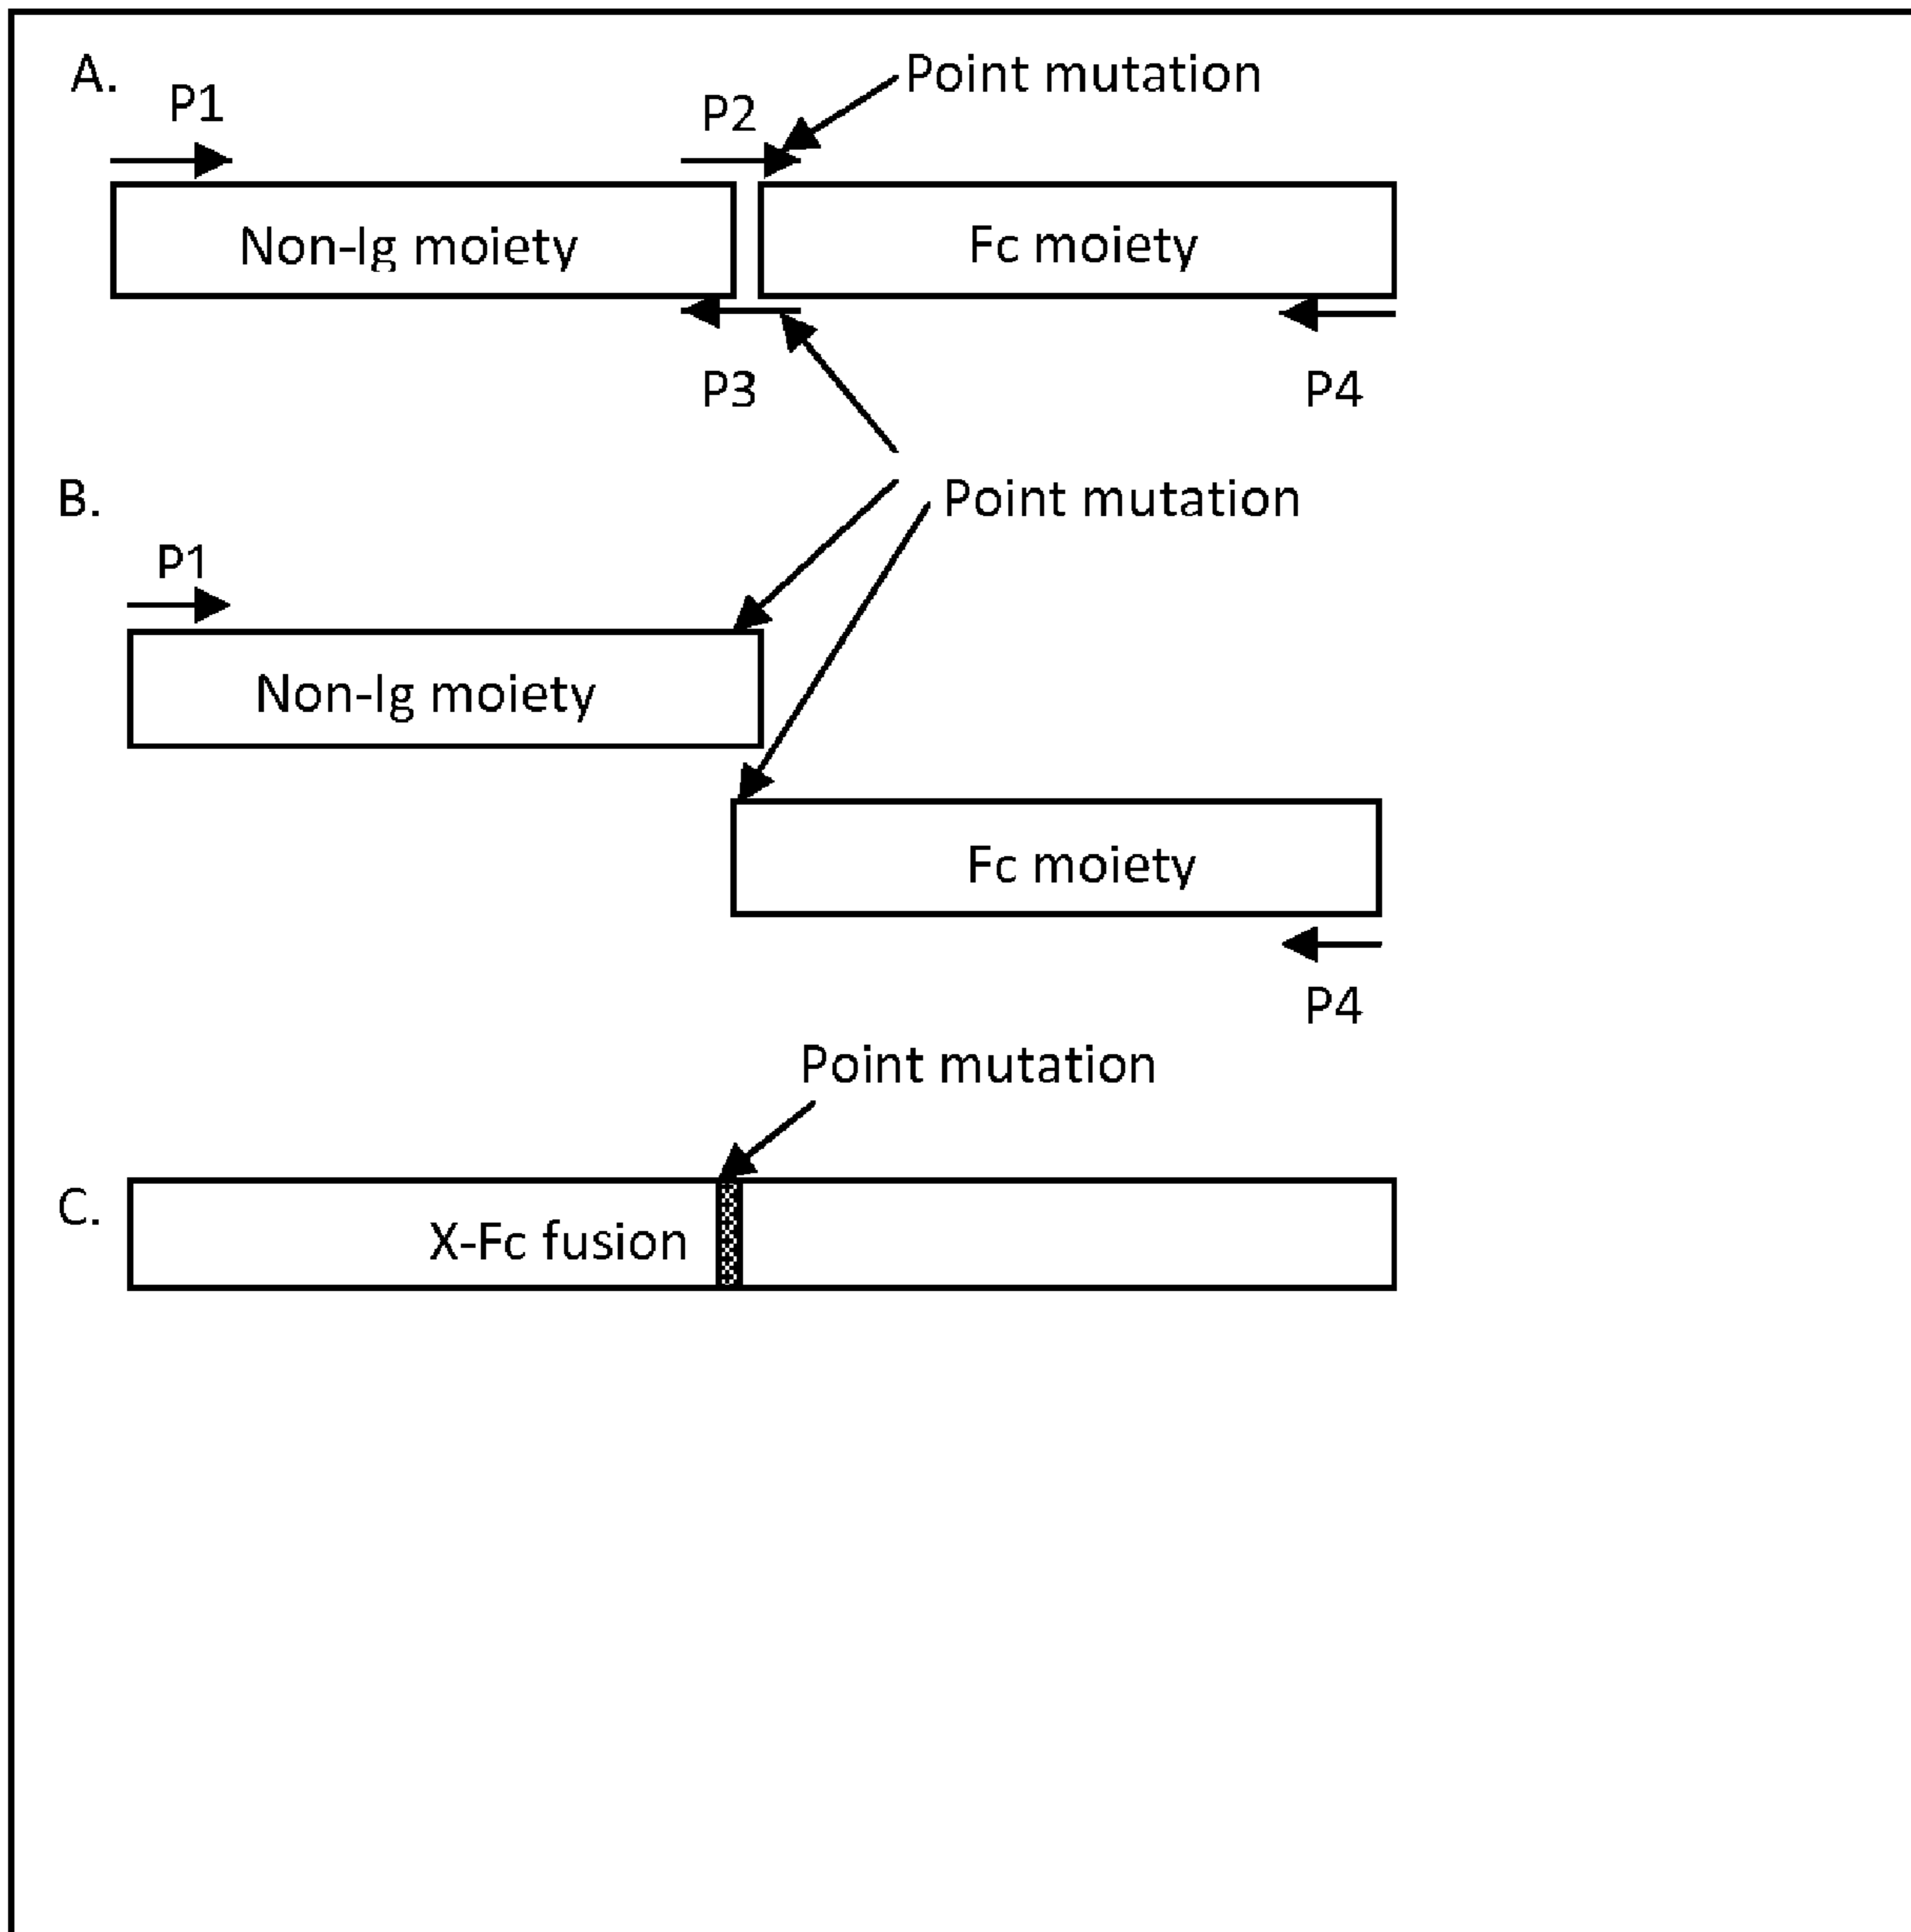 A.
P1
P2
Point mutation
Non-Ig moiety
Fc moiety
P3
P4
B.
Point mutation
P1
Non-Ig moiety
Fc moiety
P4
Point mutation
C.
X-Fc fusion